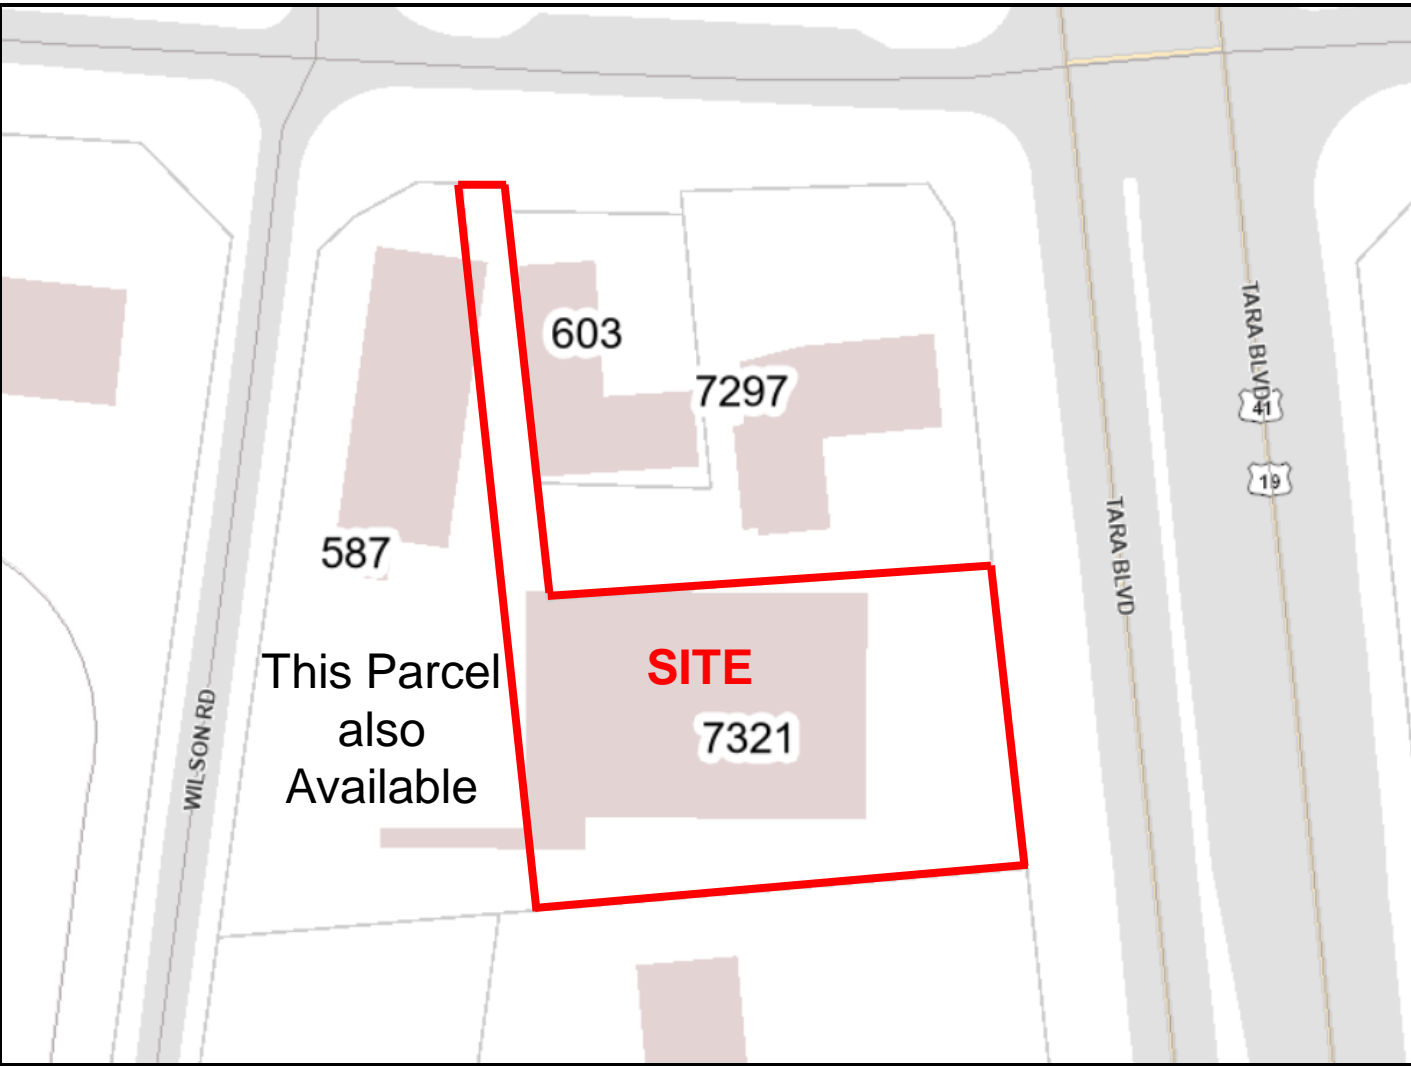 603
7297
TARA BLVD
41
19
TARA BLVD
587
This Parcel
also
Available
SITE
7321
WILSON RD